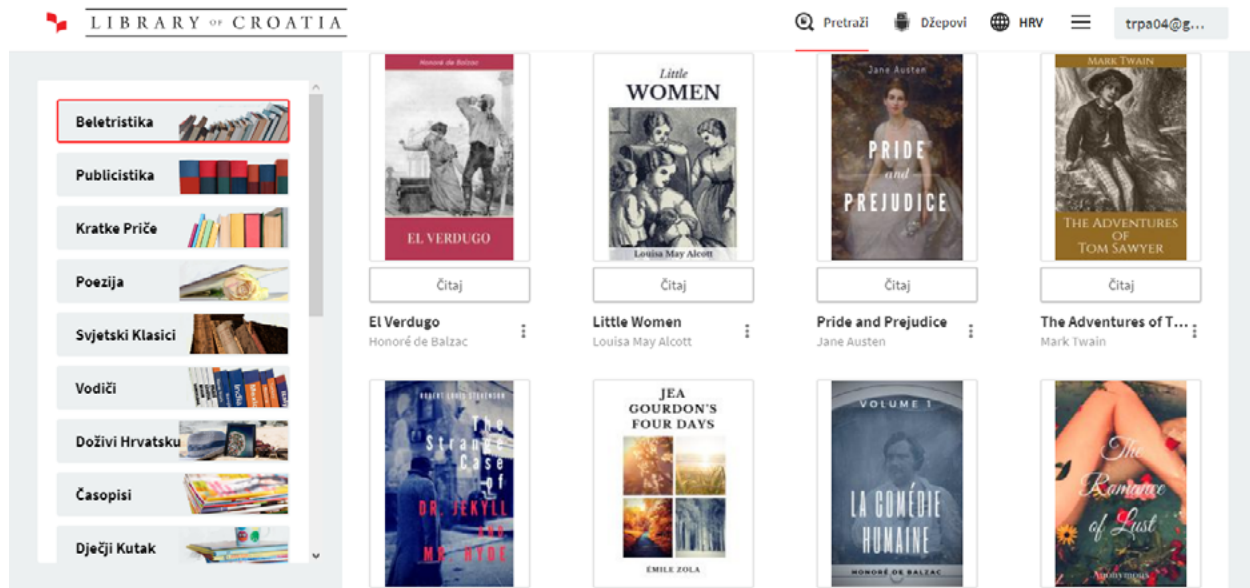 LIBRARY OF CROATIA
Pretraži
Džepovi
HRV
trpa04@g...
Beletristika
Publicistika
Kratke Priče
Poezija
Svjetski Klasici
Vodiči
Doživi Hrvatsku
Časopisi
Dječji Kutak
Honoré de Balzac
EL VERDUGO
Čitaj
El Verdugo
Honoré de Balzac
Little
WOMEN
Louisa May Alcott
Čitaj
Little Women
Louisa May Alcott
Jane Austen
PRIDE
and
PREJUDICE
Čitaj
Pride and Prejudice
Jane Austen
MARK TWAIN
THE ADVENTURES
OF
TOM SAWYER
Čitaj
The Adventures of T...
Mark Twain
ROBERT LOUIS STEVENSON
The
Strange
Case
of
DR. JEKYLL
AND
MR. HYDE
JEA
GOURDON'S
FOUR DAYS
ÉMILE ZOLA
VOLUME 1
LA COMÉDIE
HUMAINE
HONORÉ DE BALZAC
The
Romance
of Lust
Anonymous